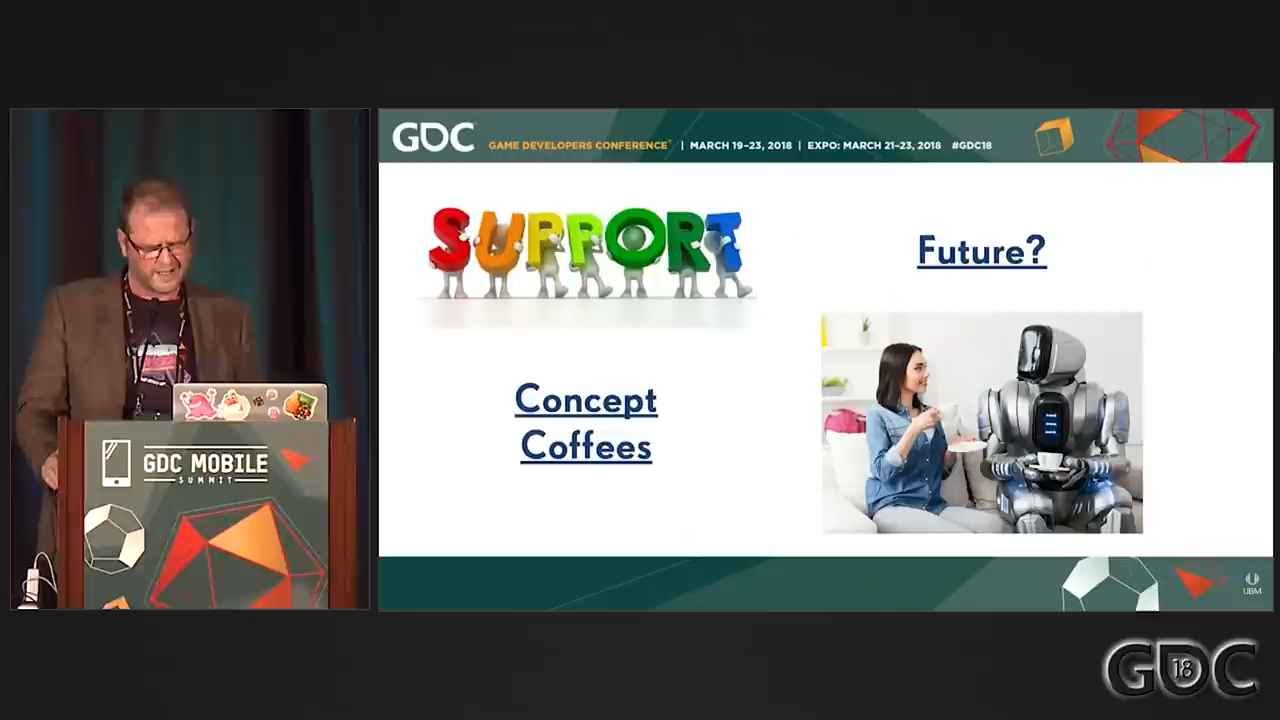 GDC GAME DEVELOPERS CONFERENCE | MARCH 19-23, 2018 | EXPO: MARCH 21-23, 2018 #GDC18
SUPPORT
Future?
Concept
Coffees
GDC MOBILE
SUMMIT
UBM
GDC 18